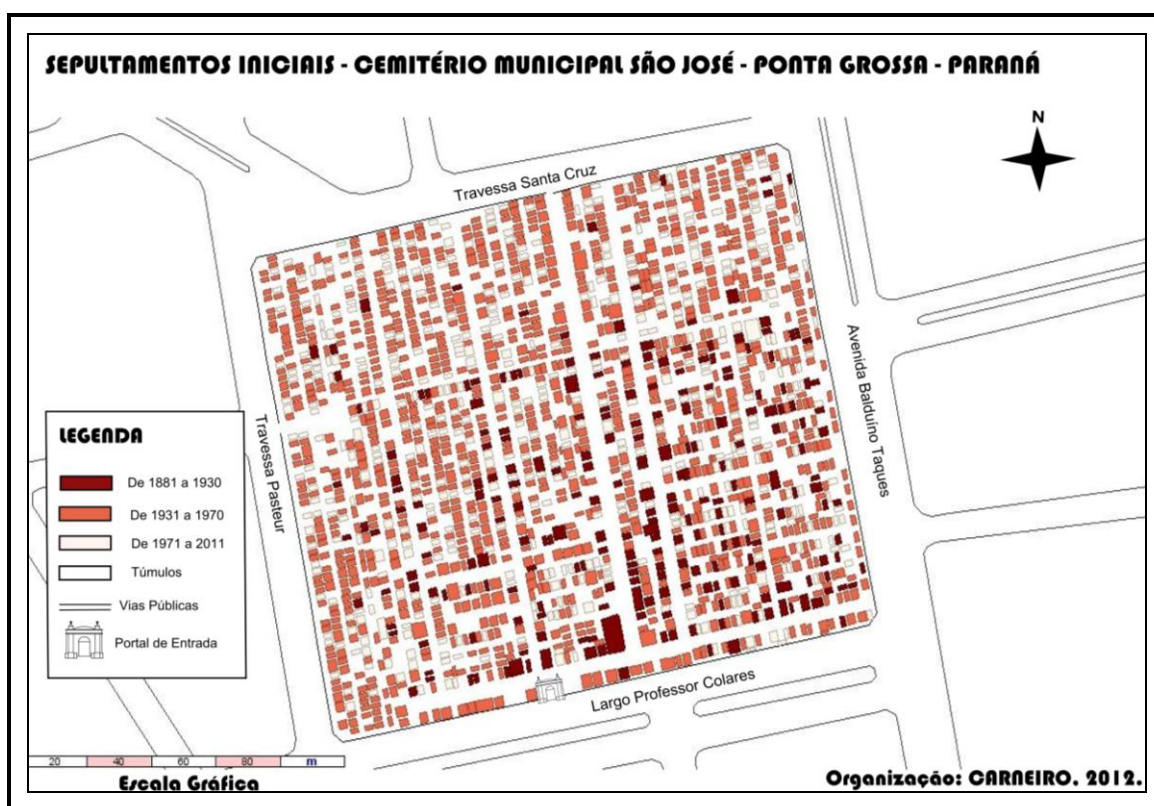 SEPULTAMENTOS INICIAIS - CEMITÉRIO MUNICIPAL SÃO JOSÉ - PONTA GROSSA - PARANÁ
N
Travessa Santa Cruz
Avenida Balduino Taques
Travessa Pasteur
Largo Professor Colares
LEGENDA
De 1881 a 1930
De 1931 a 1970
De 1971 a 2011
Túmulos
Vias Públicas
Portal de Entrada
20 40 60 80 m
Escala Gráfica
Organização: CARNEIRO. 2012.